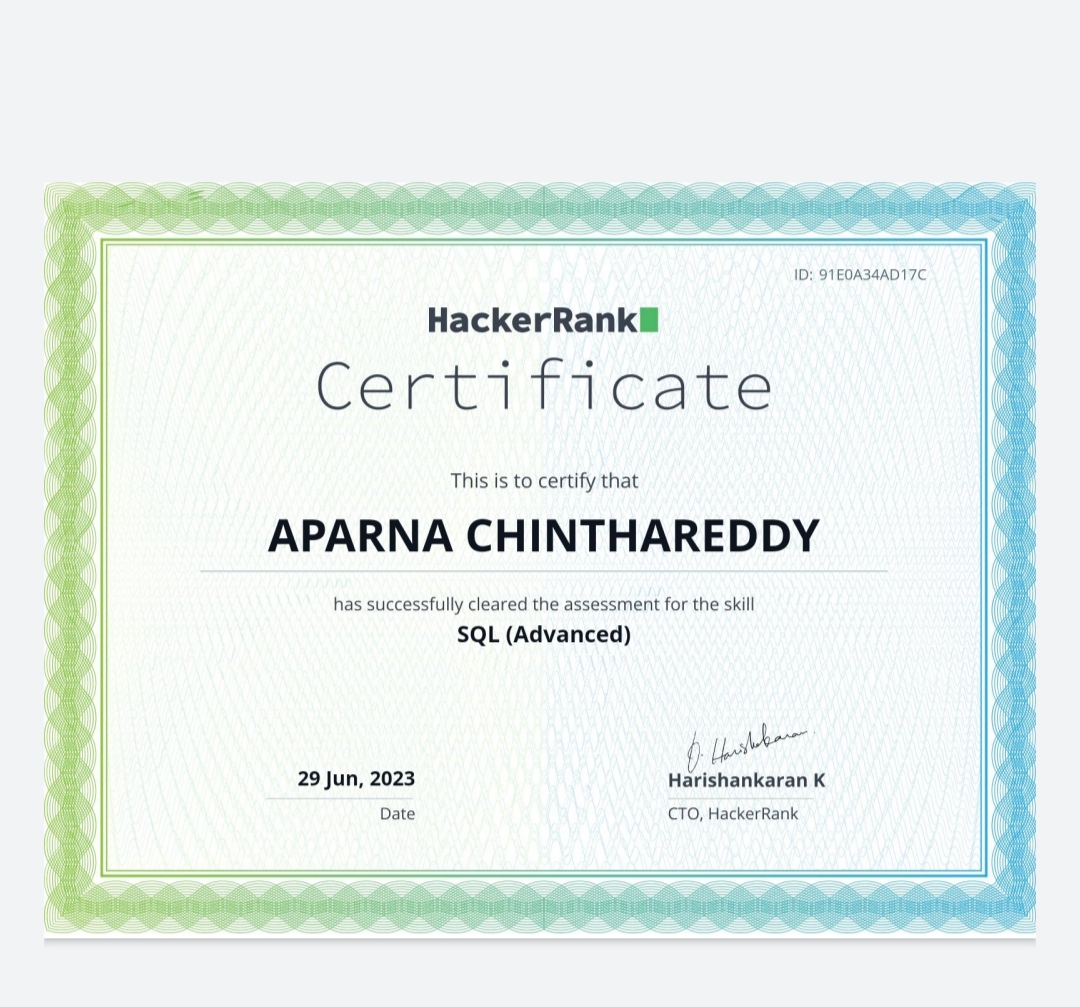 ID: 91E0A34AD17C
HackerRank
Certificate
This is to certify that
APARNA CHINTHAREDDY
has successfully cleared the assessment for the skill
SQL (Advanced)
29 Jun, 2023
Date
Harishankaran K
CTO, HackerRank